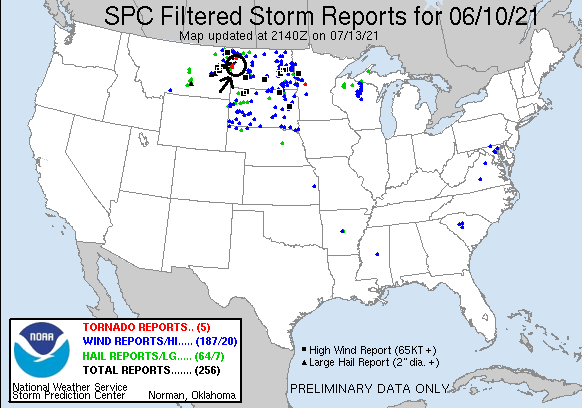 SPC Filtered Storm Reports for 06/10/21
Map updated at 2140Z on 07/13/21
NOAA
TORNADO REPORTS.. (5)
WIND REPORTS/HI..... (187/20)
HAIL REPORTS/LG..... (64/7)
TOTAL REPORTS....... (256)
National Weather Service
Storm Prediction Center Norman, Oklahoma
High Wind Report (65KT +)
Large Hail Report (2" dia. +)
PRELIMINARY DATA ONLY